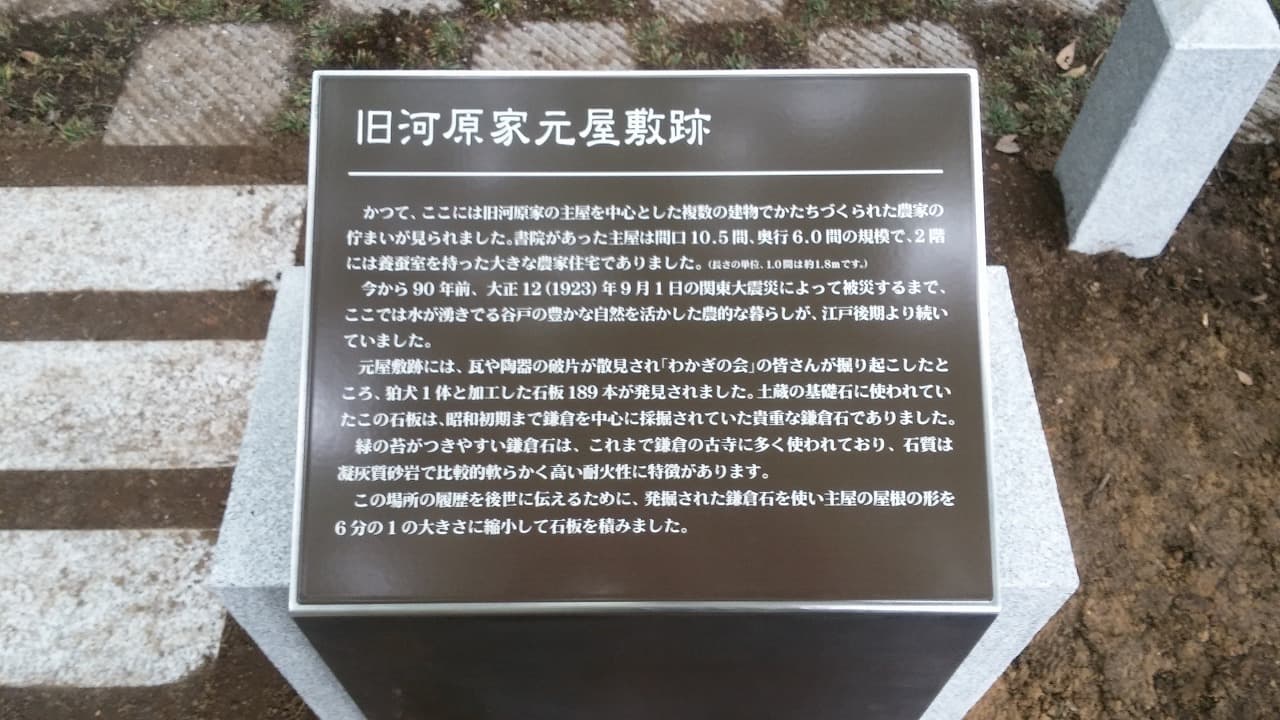 旧河原家元屋敷跡
かつて、ここには旧河原家の主屋を中心とした複数の建物でかたちづくられた農家の
佇まいが見られました。書院があった主屋は間口10.5間、奥行6.0間の規模で、2階
には養蚕室を持った大きな農家住宅でありました。(長さの単位、1.0間は約1.8mです。)
今から90年前、大正12(1923)年9月1日の関東大震災によって被災するまで、
ここでは水が湧きてる谷戸の豊かな自然を活かした農的な暮らしが、江戸後期より続い
ていました。
元屋敷跡には、瓦や陶器の破片が散見され「わかぎの会」の皆さんが掘り起こしたと
ころ、狛犬1体と加工した石板189本が発見されました。土蔵の基礎石に使われてい
たこの石板は、昭和初期まで鎌倉を中心に採掘されていた貴重な鎌倉石でありました。
緑の苔がつきやすい鎌倉石は、これまで鎌倉の古寺に多く使われており、石質は
凝灰質砂岩で比較的軟らかく高い耐火性に特徴があります。
この場所の履歴を後世に伝えるために、発掘された鎌倉石を使い主屋の屋根の形を
6分の1の大きさに縮小して石板を積みました。